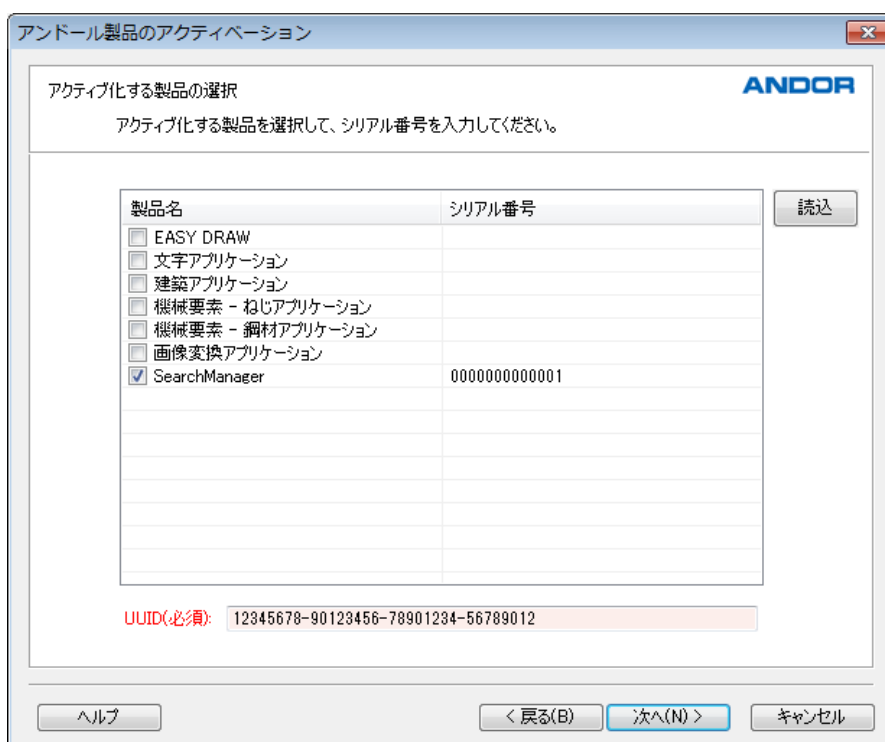 アンドール製品のアクティベーション
アクティブ化する製品の選択
ANDOR
アクティブ化する製品を選択して、シリアル番号を入力してください。
製品名 シリアル番号
読込
EASY DRAW
文字アプリケーション
建築アプリケーション
機械要素 - ねじアプリケーション
機械要素 - 鋼材アプリケーション
画像変換アプリケーション
SearchManager 0000000000001
UUID(必須): 12345678-90123456-78901234-56789012
ヘルプ < 戻る(B) 次へ(N) > キャンセル